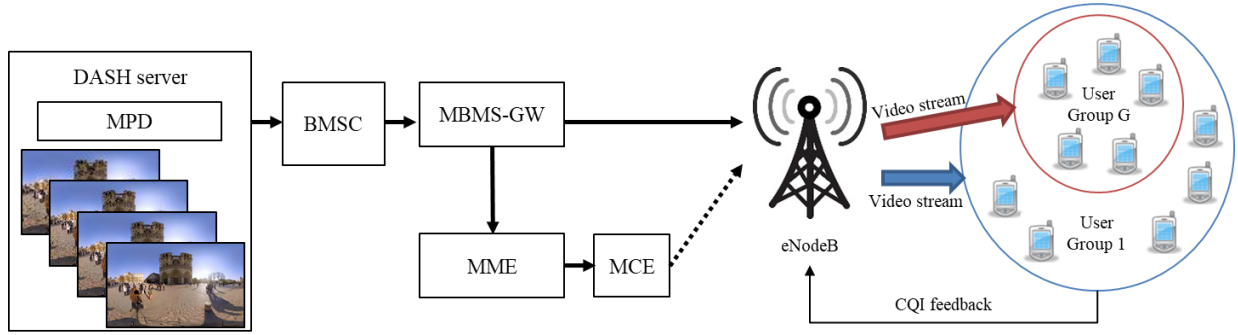 DASH server
MPD
BMSC
MBMS-GW
MME
MCE
eNodeB
Video stream
Video stream
User
Group G
User
Group 1
CQI feedback